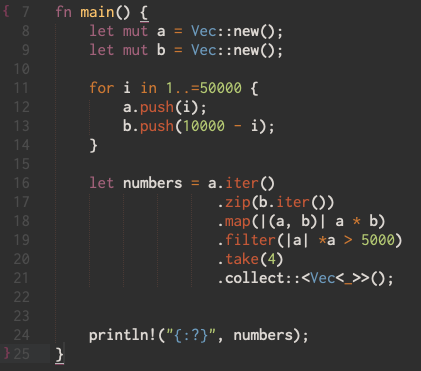 { 7 fn main() {
8 let mut a = Vec::new();
9 let mut b = Vec::new();
10
11 for i in 1..=50000 {
12 a.push(i);
13 b.push(10000 - i);
14 }
15
16 let numbers = a.iter()
17 .zip(b.iter())
18 .map(|(a, b)| a * b)
19 .filter(|a| *a > 5000)
20 .take(4)
21 .collect::<Vec<_>>();
22
23
24 println!("{:?}", numbers);
}25 }